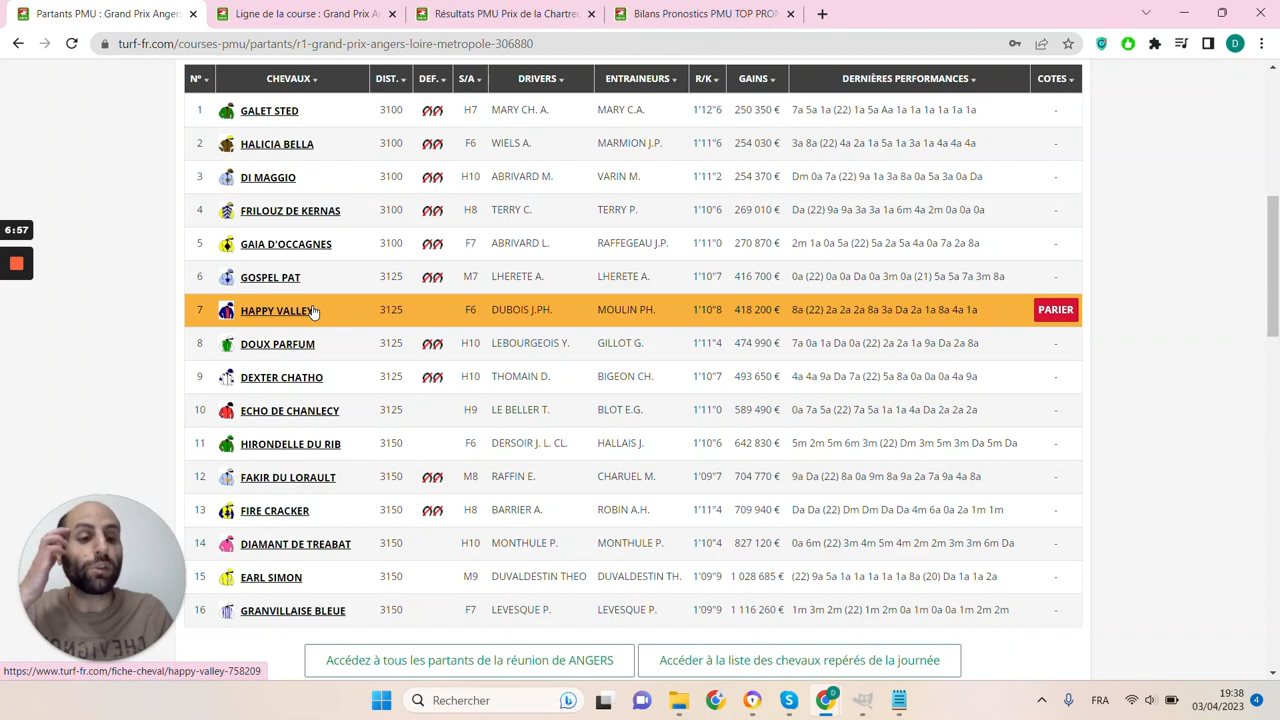 Partants PMU : Grand Prix Anger
Ligne de la course : Grand Prix A
Résultats PMU Prix de la Chartreu
Bilans Pronostics PMU TOP PRON
turf-fr.com/courses-pmu/partants/r1-grand-prix-angers-loire-metropole-306880
D
N° CHEVAUX DIST. DEF. S/A DRIVERS ENTRAINEURS R/K GAINS DERNIÈRES PERFORMANCES COTES
1 GALET STED 3100 H7 MARY CH. A. MARY C.A. 1'12"6 250 350 € 7a 5a 1a (22) 1a 5a Aa 1a 1a 1a 1a 1a 1a -
2 HALICIA BELLA 3100 F6 WIELS A. MARMION J.P. 1'11"6 254 030 € 3a 8a (22) 4a 2a 1a 5a 1a 3a 1a 4a 4a 4a -
3 DI MAGGIO 3100 H10 ABRIVARD M. VARIN M. 1'11"2 254 370 € Dm 0a 7a (22) 9a 1a 3a 8a 0a 5a 3a 0a Da -
4 FRILOUZ DE KERNAS 3100 H8 TERRY C. TERRY P. 1'10"6 269 010 € Da (22) 9a 9a 3a 3a 1a 6m 4a 2m 0a 0a 0a -
5 GAIA D'OCCAGNES 3100 F7 ABRIVARD L. RAFFEGEAU J.P. 1'11"0 270 870 € 2m 1a 0a 5a (22) 5a 2a 5a 4a 0a 7a 2a 8a -
6 GOSPEL PAT 3125 M7 LHERETE A. LHERETE A. 1'10"7 416 700 € 0a (22) 0a 0a Da 0a 3m 0a (21) 5a 5a 7a 3m 8a -
7 HAPPY VALLEY 3125 F6 DUBOIS J.PH. MOULIN PH. 1'10"8 418 200 € 8a (22) 2a 2a 2a 8a 3a Da 2a 1a 8a 4a 1a PARIER
8 DOUX PARFUM 3125 H10 LEBOURGEOIS Y. GILLOT G. 1'11"4 474 990 € 7a 0a 1a Da 0a (22) 2a 2a 1a 9a Da 2a 8a -
9 DEXTER CHATHO 3125 H10 THOMAIN D. BIGEON CH. 1'10"7 493 650 € 4a 4a 9a Da 7a (22) 5a 8a 0a 0a 0a 4a 9a -
10 ECHO DE CHANLECY 3125 H9 LE BELLER T. BLOT E.G. 1'11"0 589 490 € 0a 7a 5a (22) 7a 5a 1a 1a 4a Da 2a 2a 2a -
11 HIRONDELLE DU RIB 3150 F6 DERSOIR J. L. CL. HALLAIS J. 1'10"6 642 830 € 5m 2m 5m 6m 3m (22) Dm 3m 5m 3m Da 5m Da -
12 FAKIR DU LORAULT 3150 M8 RAFFIN E. CHARUEL M. 1'09"7 704 770 € 9a Da (22) 8a 0a 9m 8a 9a 2a 7a 9a 4a 8a -
13 FIRE CRACKER 3150 H8 BARRIER A. ROBIN A.H. 1'11"4 709 940 € Da Da (22) Dm Dm Da Da 4m 6a 0a 2a 1m 1m -
14 DIAMANT DE TREABAT 3150 H10 MONTHULE P. MONTHULE P. 1'10"4 827 120 € 0a 6m (22) 3m 4m 5m 4m 2m 2m 3m 3m 6m Da -
15 EARL SIMON 3150 M9 DUVALDESTIN THEO DUVALDESTIN TH. 1'09"9 1 028 685 € (22) 9a 5a 1a 1a 1a 1a 1a 8a (20) Da 1a 1a 2a -
16 GRANVILLAISE BLEUE 3150 F7 LEVESQUE P. LEVESQUE P. 1'09"9 1 116 260 € 1m 3m 2m (22) 1m 2m 0a 1m 0a 0a 1m 2m 2m -
6:57
CHEVIGNON
Accédez à tous les partants de la réunion de ANGERS
Accéder à la liste des chevaux repérés de la journée
https://www.turf-fr.com/fiche-cheval/happy-valley-758209
Rechercher
FRA
19:38
03/04/2023
4